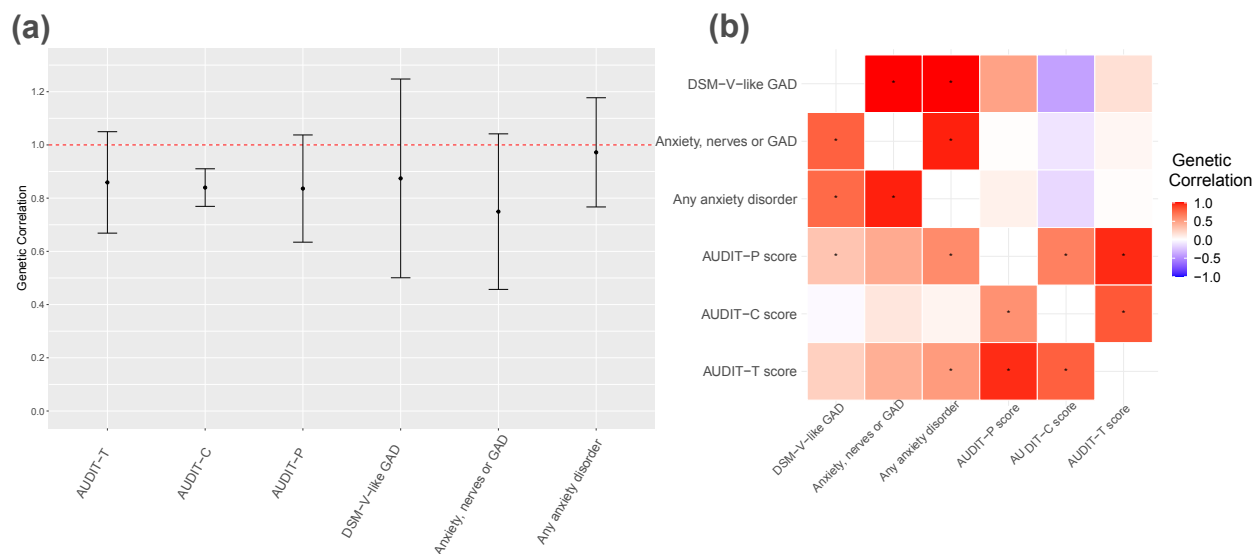 (a)
Genetic Correlation
1.2
1.0
0.8
0.6
0.4
0.2
0.0
AUDIT−T
AUDIT−C
AUDIT−P
DSM−V−like GAD
Anxiety, nerves or GAD
Any anxiety disorder
(b)
DSM−V−like GAD
Anxiety, nerves or GAD
Any anxiety disorder
AUDIT−P score
AUDIT−C score
AUDIT−T score
DSM−V−like GAD
Anxiety, nerves or GAD
Any anxiety disorder
AUDIT−P score
AU DIT−C score
AUDIT−T score
Genetic
Correlation
1.0
0.5
0.0
−0.5
−1.0